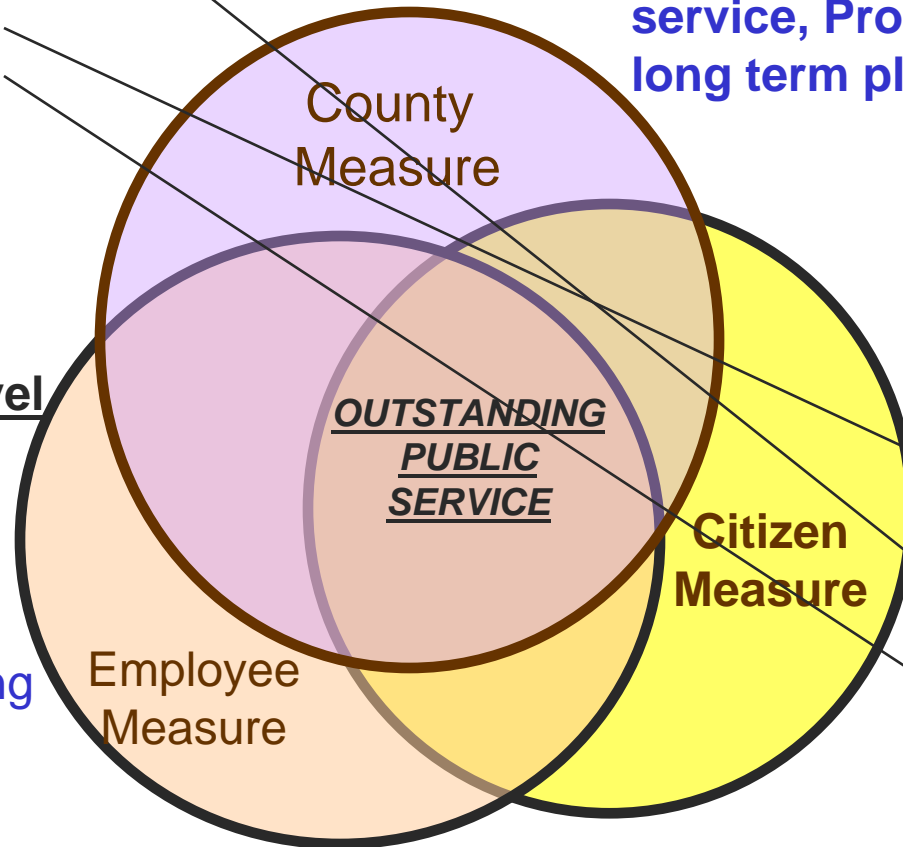 service, Pro
long term pl
County
Measure
vel
OUTSTANDING
PUBLIC
SERVICE
Citizen
Measure
Employee
Measure
ng